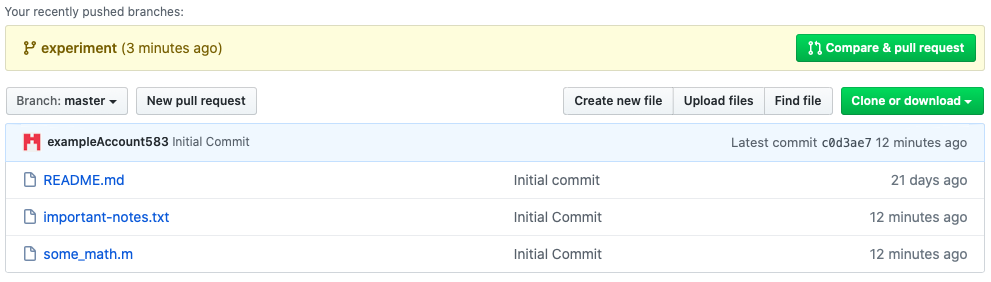 Your recently pushed branches:
experiment (3 minutes ago) Compare & pull request
Branch: master New pull request Create new file Upload files Find file Clone or download
exampleAccount583 Initial Commit Latest commit c0d3ae7 12 minutes ago
README.md Initial commit 21 days ago
important-notes.txt Initial Commit 12 minutes ago
some_math.m Initial Commit 12 minutes ago